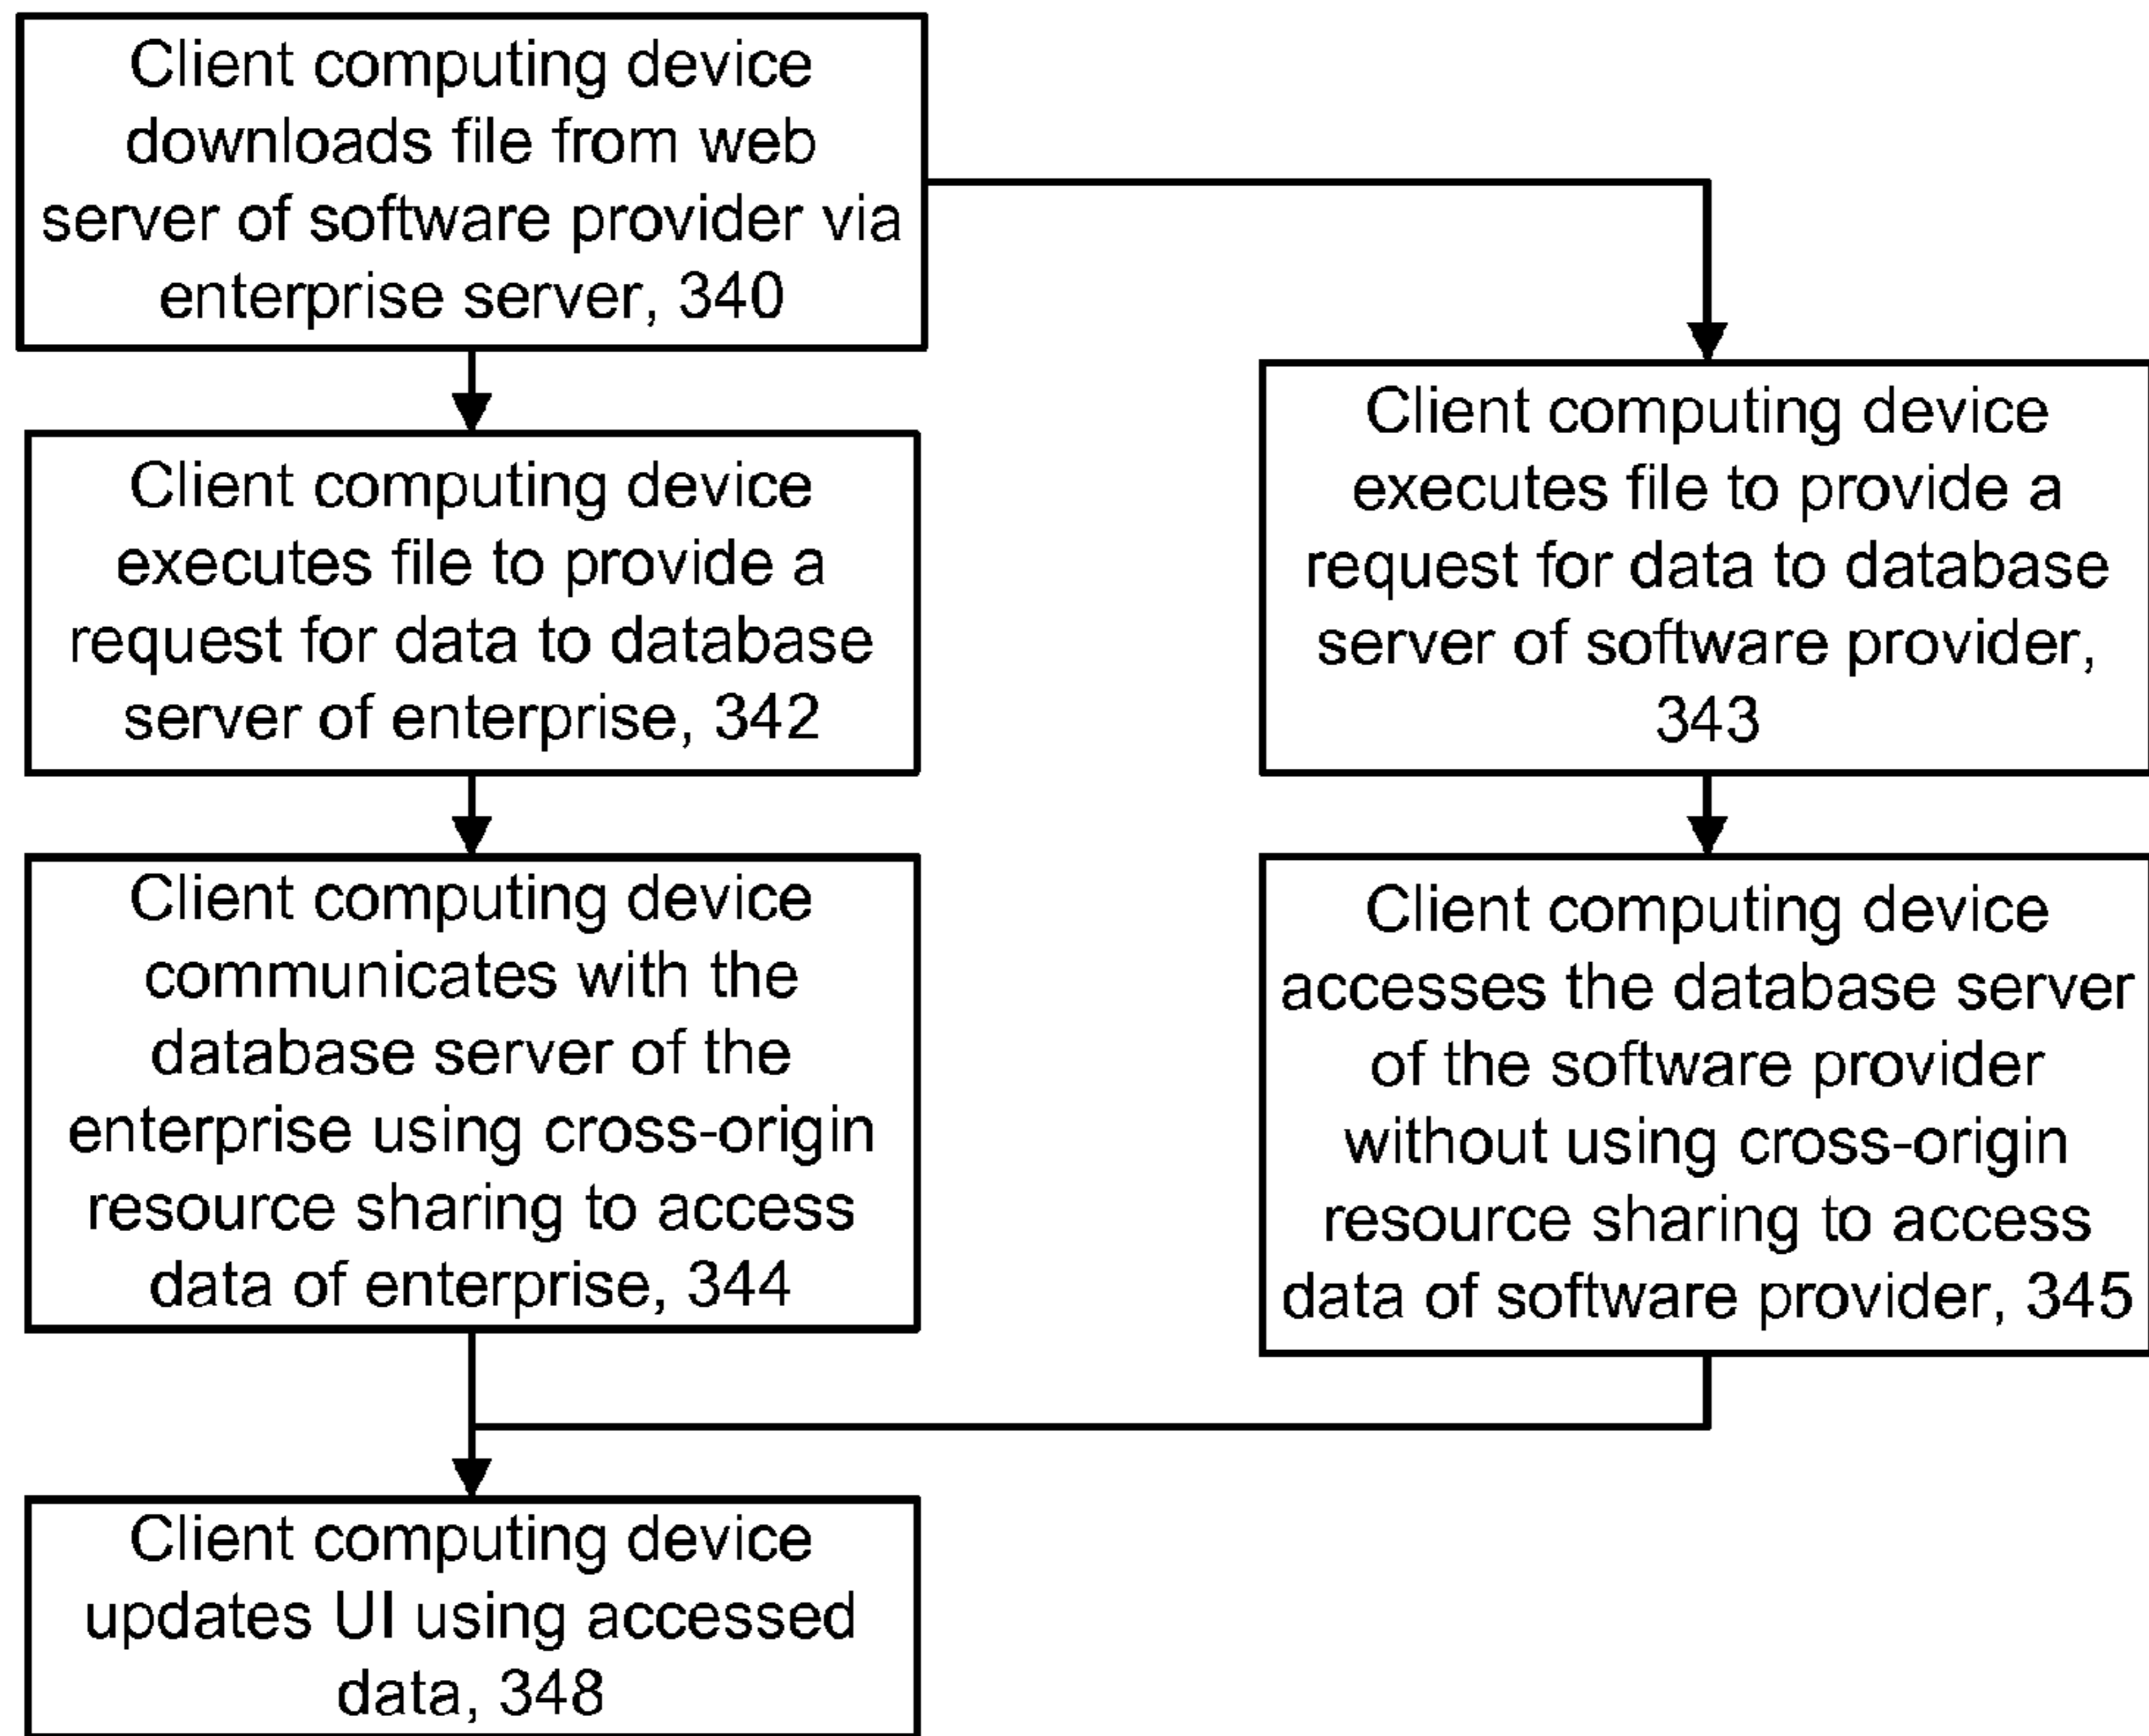 Client computing device
downloads file from web
server of software provider via
enterprise server, 340
Client computing device
executes file to provide a
request for data to database
server of enterprise, 342
Client computing device
executes file to provide a
request for data to database
server of software provider,
343
Client computing device
communicates with the
database server of the
enterprise using cross-origin
resource sharing to access
data of enterprise, 344
Client computing device
accesses the database server
of the software provider
without using cross-origin
resource sharing to access
data of software provider, 345
Client computing device
updates UI using accessed
data, 348